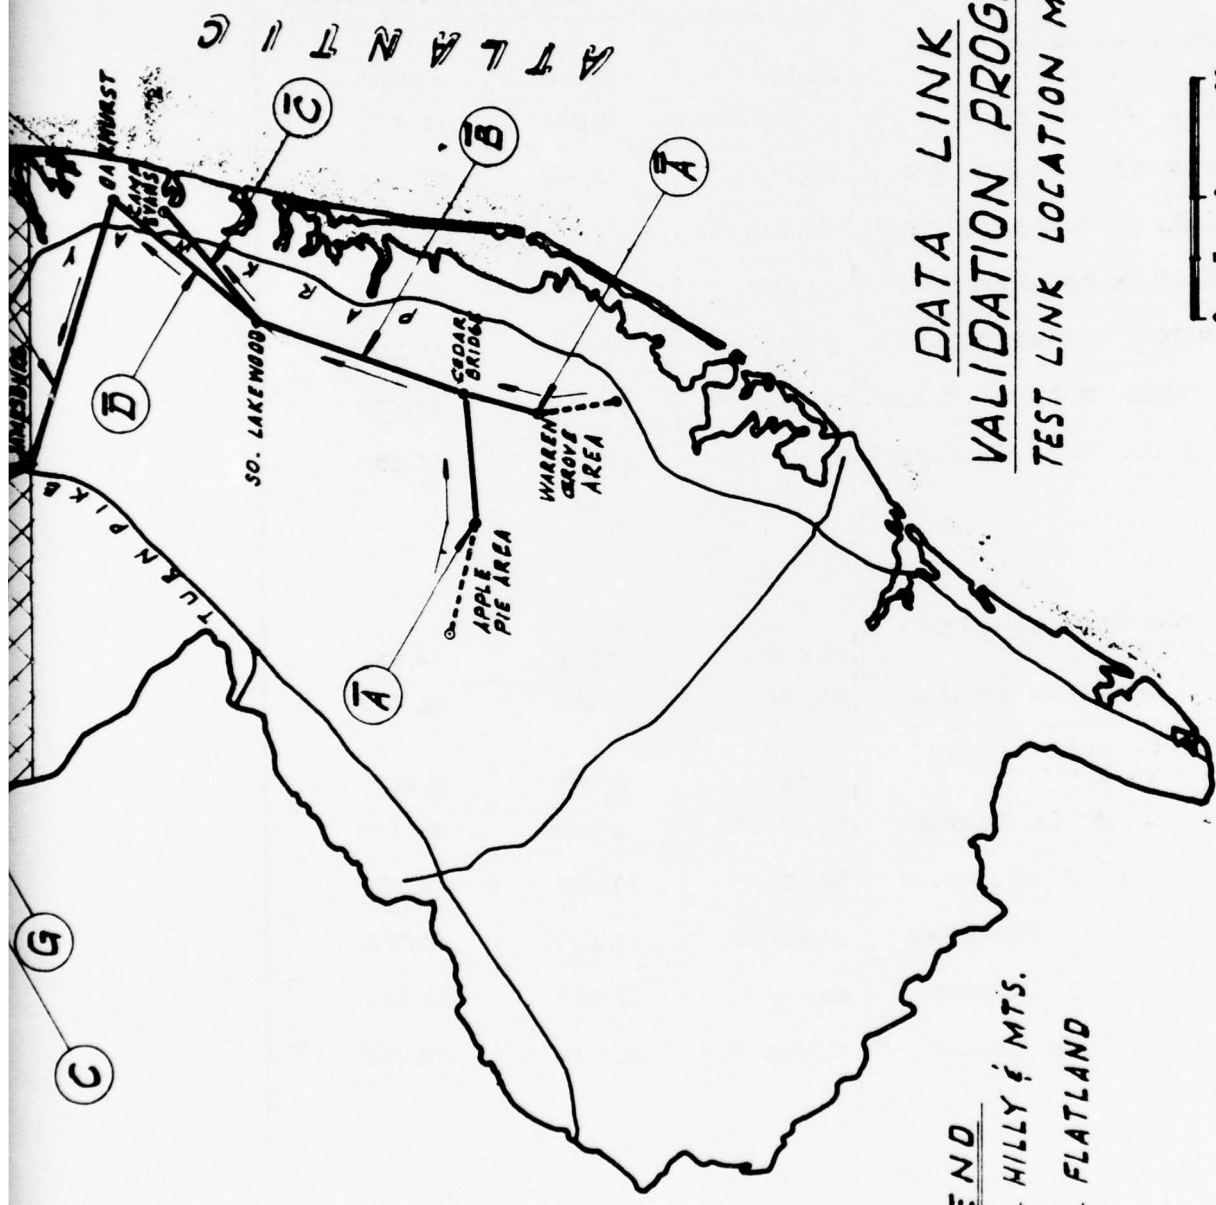 ATLANTIC
OAKHURST
CAMP
EVANS
C
B
A
D
PARKWAY
SO. LAKEWOOD
CEDAR
BRIDGE
WARREN
GROVE
AREA
APPLE
PIE AREA
A
TURNPIKE
G
C
DATA LINK
VALIDATION PROG
TEST LINK LOCATION M
END
HILLY & MTS.
FLATLAND